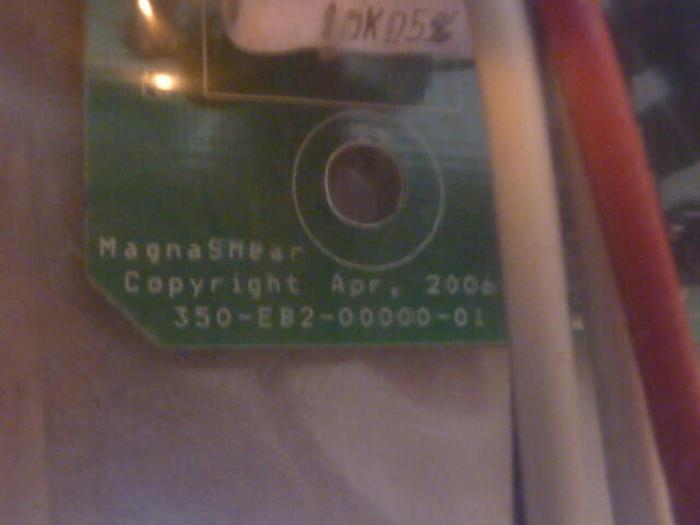 MagnaSMear
Copyright Apr, 2006
350-EB2-00000-01